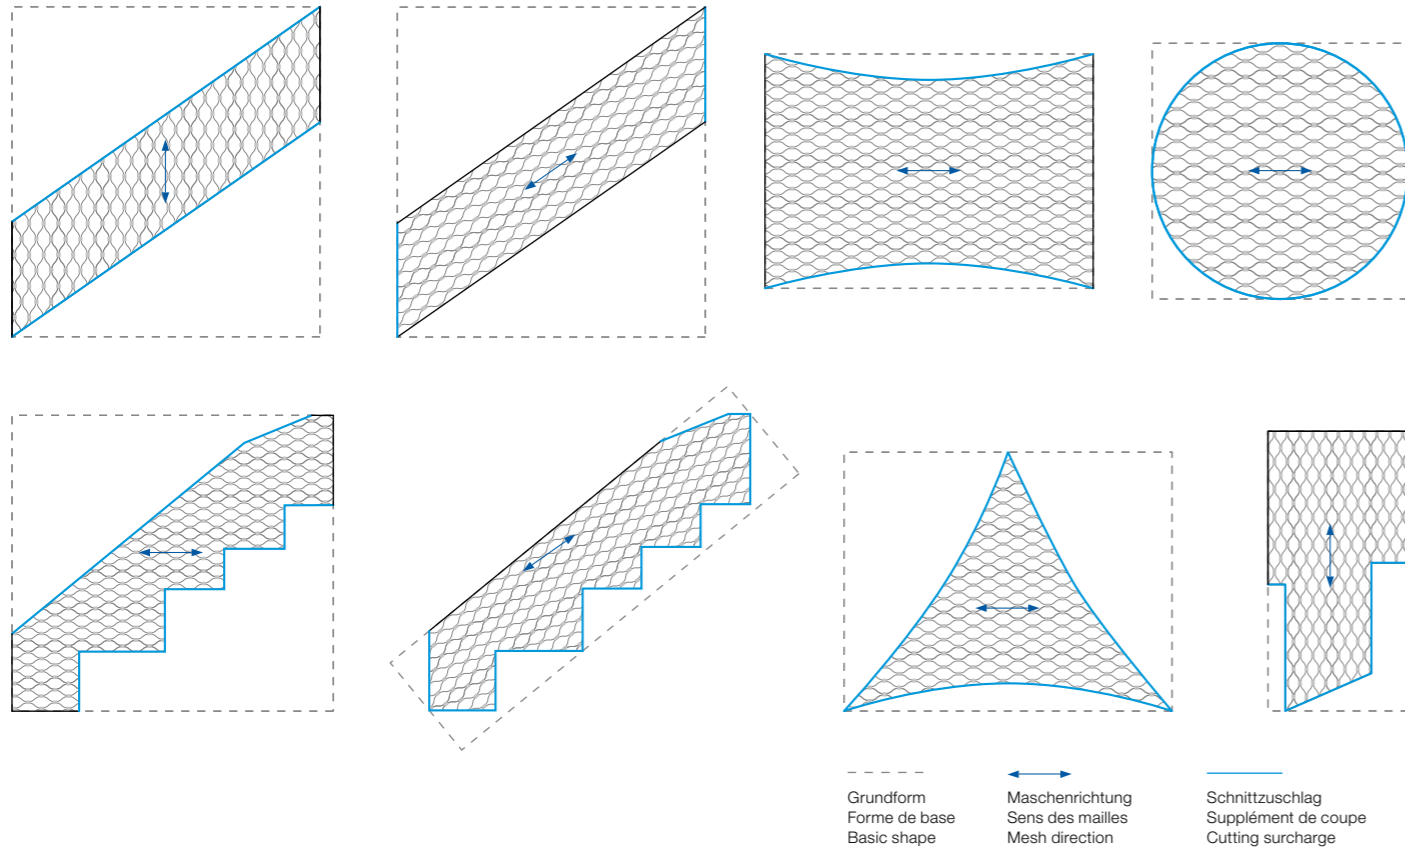 Grundform
Forme de base
Basic shape
Maschenrichtung
Sens des mailles
Mesh direction
Schnittzuschlag
Supplément de coupe
Cutting surcharge